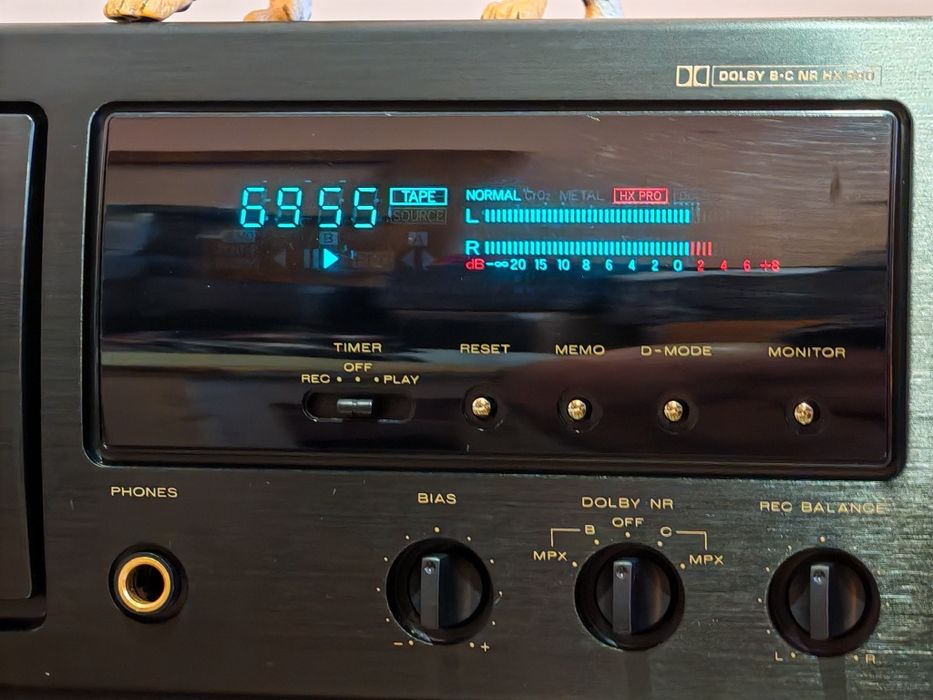 DOLBY B·C NR HX PRO
6955 TAPE NORMAL CrO2 METAL HX PRO
SOURCE L
B A R
dB -∞ 20 15 10 8 6 4 2 0 2 4 6 +8
TIMER RESET MEMO D-MODE MONITOR
OFF
REC • • • PLAY
PHONES BIAS DOLBY NR REC BALANCE
B OFF C
MPX MPX
- +
L R